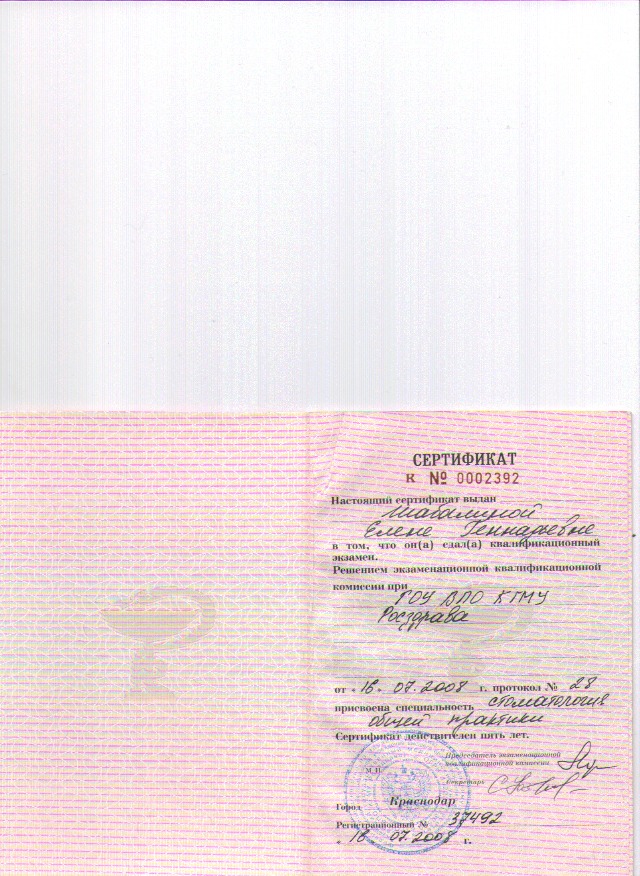 СЕРТИФИКАТ
К № 0002392
Настоящий сертификат выдан
Шабалиной
Елене Геннадьевне
в том, что он(а) сдал(а) квалификационный
экзамен.
Решением экзаменационной квалификационной
комиссии при
ГОУ ВПО КГМУ
Росздрава
от « 16 » 07.2008 г. протокол № 28
присвоена специальность стоматология
общей практики
Сертификат действителен пять лет.
Председатель экзаменационной
квалификационной комиссии
М.П.
Секретарь
Город Краснодар
Регистрационный № 37492
« 16 07.2008 г.